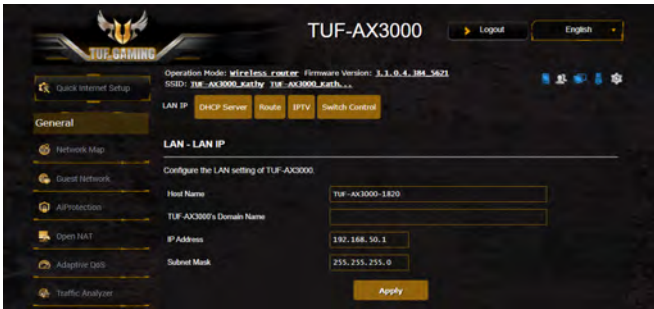 TUF GAMING
TUF-AX3000
Logout
English
Operation Mode: Wireless router Firmware Version: 3.0.0.4.384_5621
SSID: TUF-AX3000_Kathy TUF-AX3000_Kath...
Quick Internet Setup
LAN IP DHCP Server Route IPTV Switch Control
General
LAN - LAN IP
Network Map
Configure the LAN setting of TUF-AX3000.
Guest Network
Host Name TUF-AX3000-1820
AiProtection
TUF-AX3000's Domain Name
Open NAT
IP Address 192.168.50.1
Adaptive QoS
Subnet Mask 255.255.255.0
Traffic Analyzer
Apply